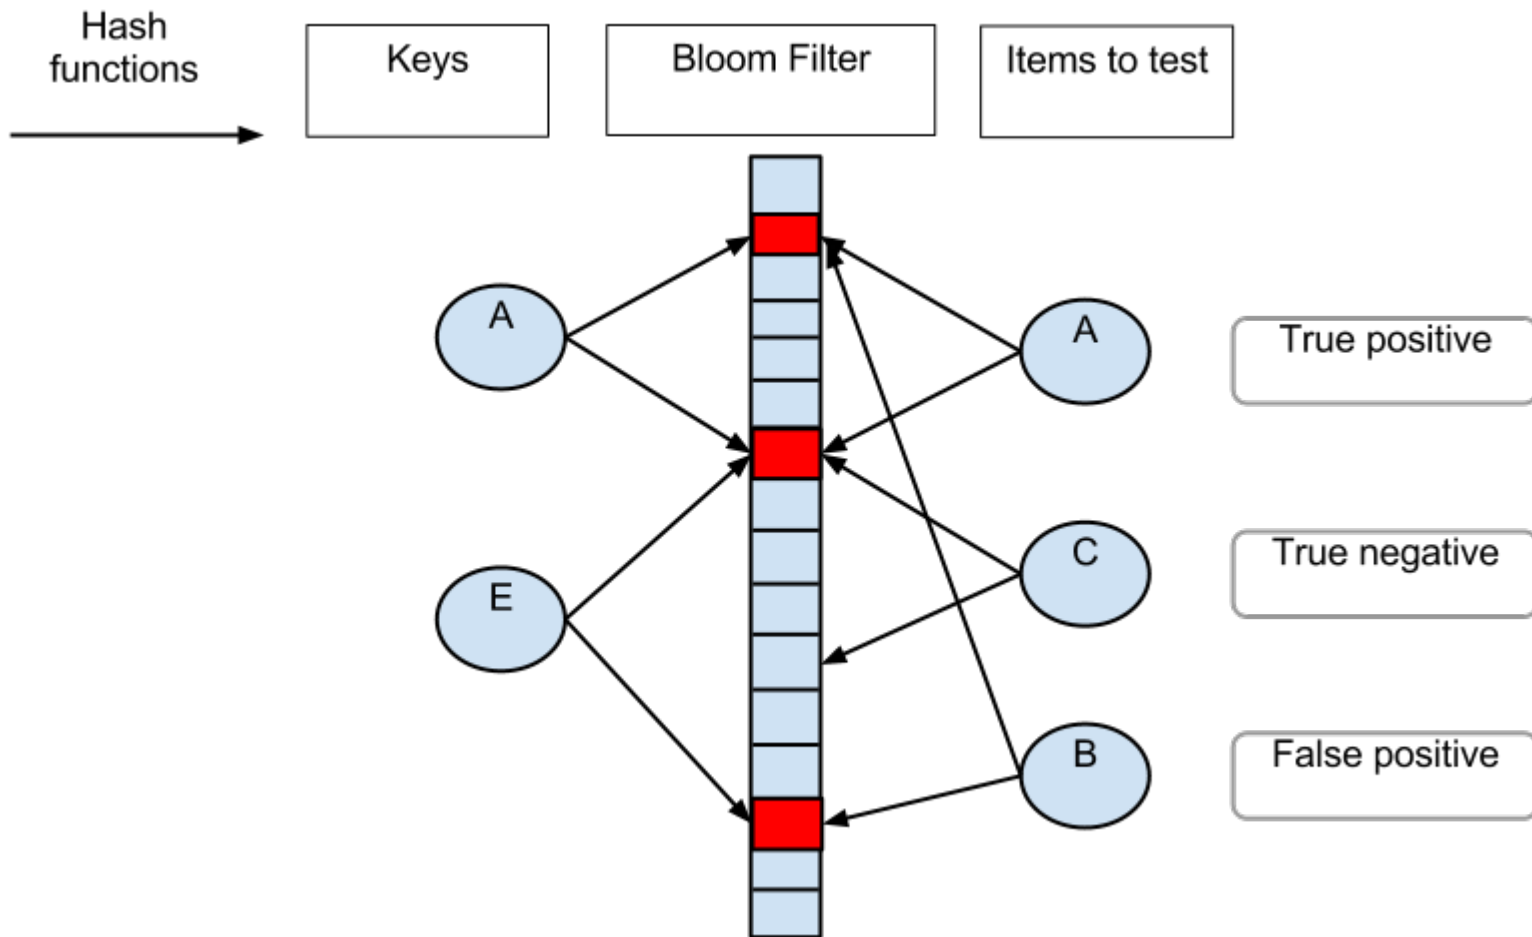 Hash
functions
Keys
Bloom Filter
Items to test
A
A
True positive
C
True negative
E
B
False positive